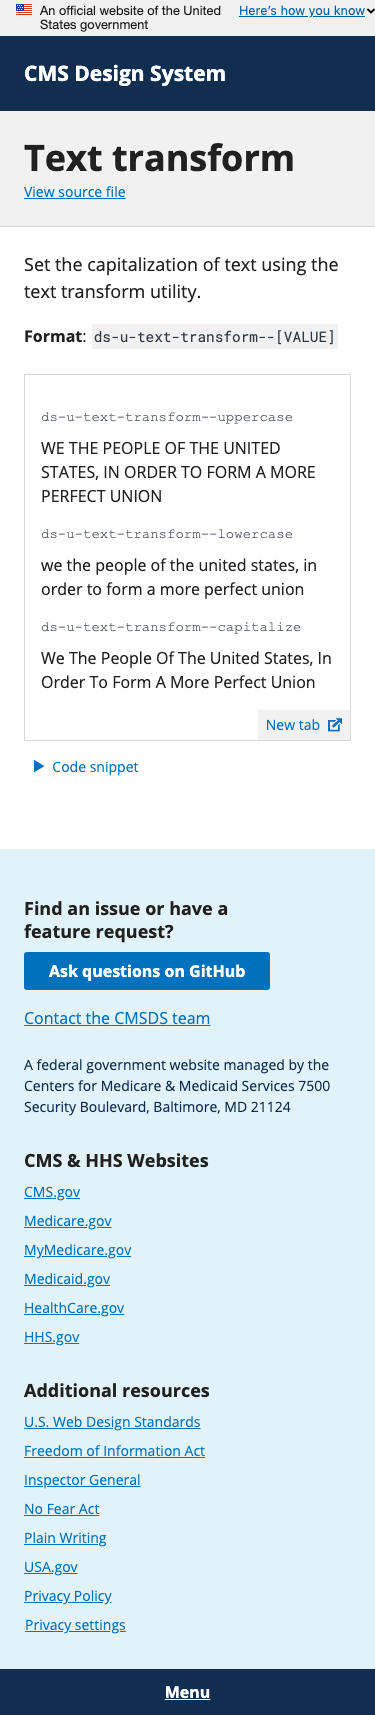 An official website of the United
States government
Here's how you know
CMS Design System
Text transform
View source file
Set the capitalization of text using the
text transform utility.
Format: ds-u-text-transform--[VALUE]
ds-u-text-transform--uppercase
WE THE PEOPLE OF THE UNITED
STATES, IN ORDER TO FORM A MORE
PERFECT UNION
ds-u-text-transform--lowercase
we the people of the united states, in
order to form a more perfect union
ds-u-text-transform--capitalize
We The People Of The United States, In
Order To Form A More Perfect Union
New tab
Code snippet
Find an issue or have a
feature request?
Ask questions on GitHub
Contact the CMSDS team
A federal government website managed by the
Centers for Medicare & Medicaid Services 7500
Security Boulevard, Baltimore, MD 21124
CMS & HHS Websites
CMS.gov
Medicare.gov
MyMedicare.gov
Medicaid.gov
HealthCare.gov
HHS.gov
Additional resources
U.S. Web Design Standards
Freedom of Information Act
Inspector General
No Fear Act
Plain Writing
USA.gov
Privacy Policy
Privacy settings
Menu